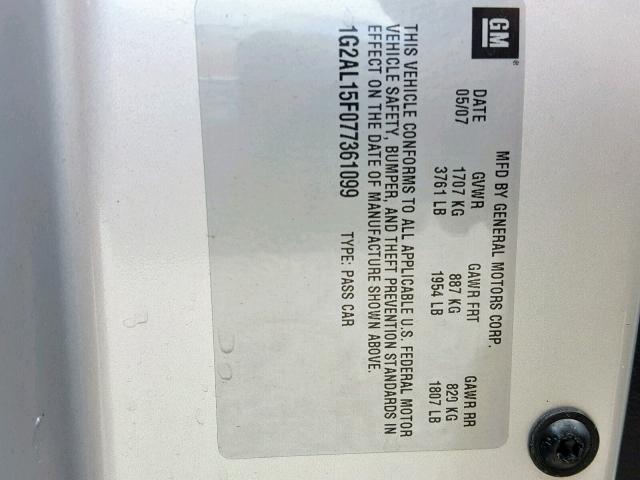 GM
MFD BY GENERAL MOTORS CORP.
DATE GVWR GAWR FRT GAWR RR
05/07 1707 KG 887 KG 820 KG
3761 LB 1954 LB 1807 LB
THIS VEHICLE CONFORMS TO ALL APPLICABLE U.S. FEDERAL MOTOR
VEHICLE SAFETY, BUMPER, AND THEFT PREVENTION STANDARDS IN
EFFECT ON THE DATE OF MANUFACTURE SHOWN ABOVE.
1G2AL15F077361099 TYPE: PASS CAR